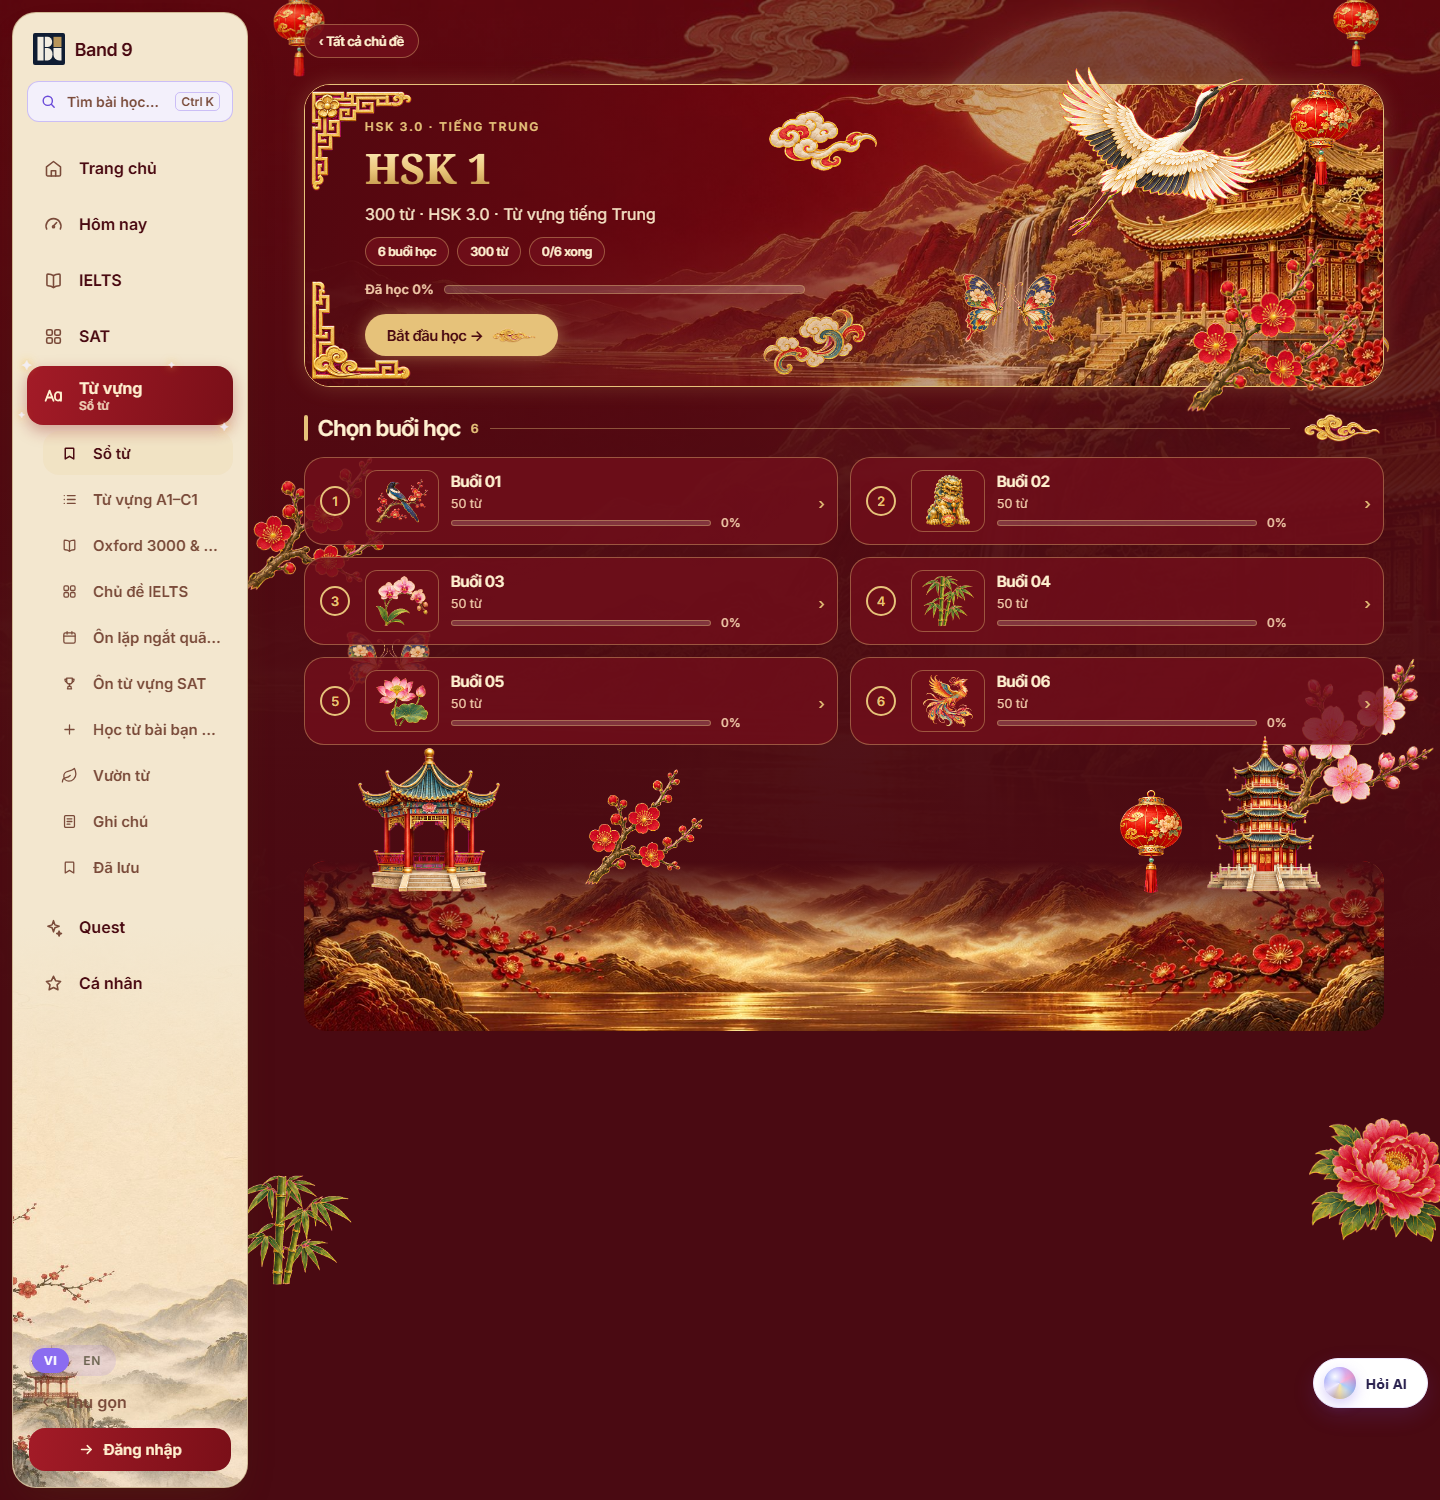 Band 9
Tìm bài học... Ctrl K
Trang chủ
Hôm nay
IELTS
SAT
Từ vựng
Sổ từ
Sổ từ
Từ vựng A1–C1
Oxford 3000 & ...
Chủ đề IELTS
Ôn lặp ngắt quã...
Ôn từ vựng SAT
Học từ bài bạn ...
Vườn từ
Ghi chú
Đã lưu
Quest
Cá nhân
VI EN
Thu gọn
→ Đăng nhập
‹ Tất cả chủ đề
HSK 3.0 · TIẾNG TRUNG
HSK 1
300 từ · HSK 3.0 · Từ vựng tiếng Trung
6 buổi học 300 từ 0/6 xong
Đã học 0%
Bắt đầu học →
Chọn buổi học 6
1 Buổi 01
50 từ
0%
2 Buổi 02
50 từ
0%
3 Buổi 03
50 từ
0%
4 Buổi 04
50 từ
0%
5 Buổi 05
50 từ
0%
6 Buổi 06
50 từ
0%
Hỏi AI